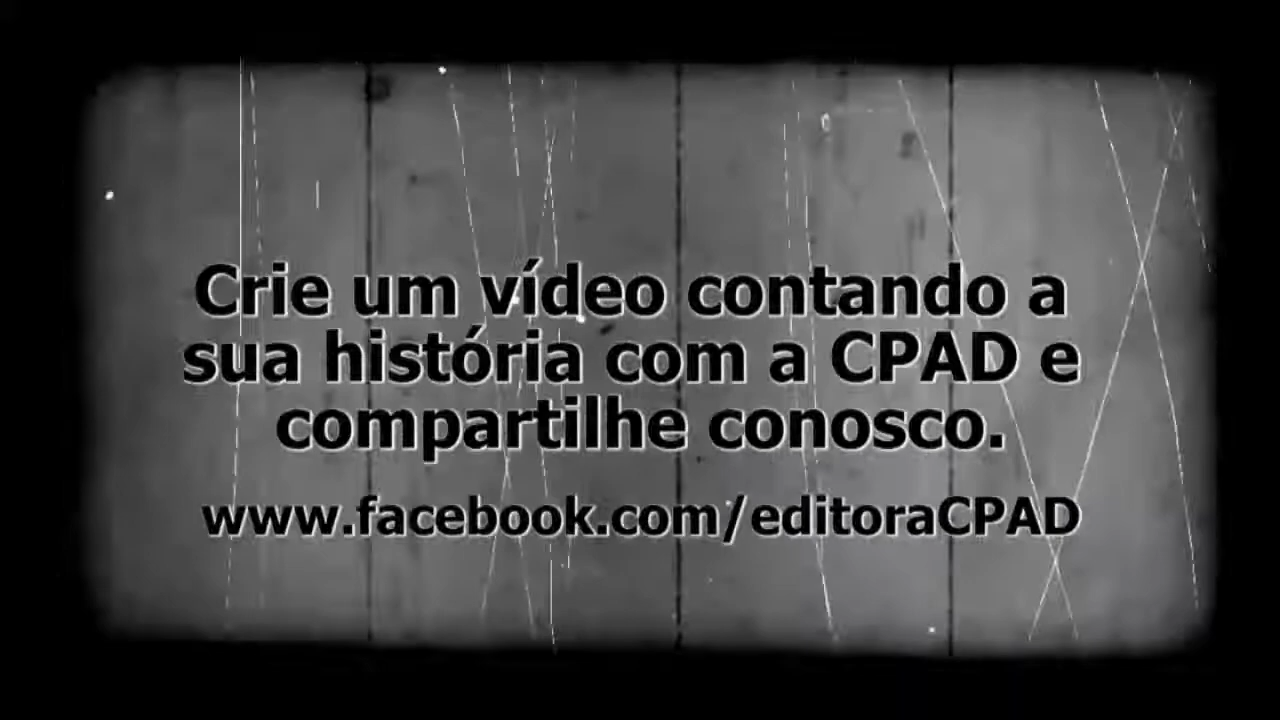 Crie um vídeo contando a
sua história com a CPAD e
compartilhe conosco.
www.facebook.com/editoraCPAD